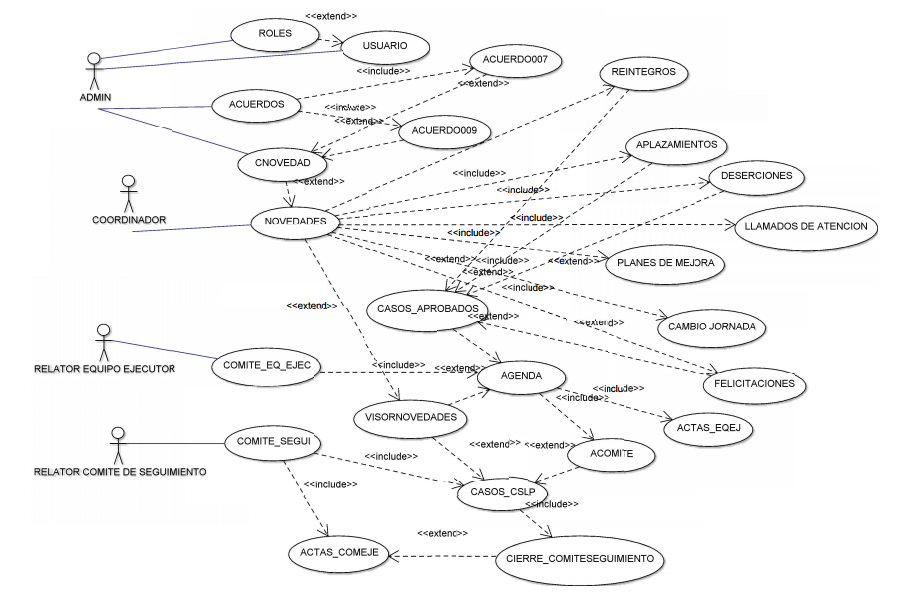 <<extend>>
ROLES
USUARIO
ACUERDO007
<<include>>
REINTEGROS
<<extend>>
ADMIN
ACUERDOS
<<include>>
<<extend>>
ACUERDO009
APLAZAMIENTOS
CNOVEDAD
<<include>>
DESERCIONES
<<extend>>
<<include>>
COORDINADOR
NOVEDADES
<<include>>
LLAMADOS DE ATENCION
<<include>>
<<extend>>
<<include>>
<<extend>>
PLANES DE MEJORA
<<include>>
<<extend>>
CASOS_APROBADOS
<<extend>>
<<extend>>
CAMBIO JORNADA
RELATOR EQUIPO EJECUTOR
COMITE_EQ_EJEC
<<include>>
<<extend>>
AGENDA
FELICITACIONES
<<include>>
<<include>>
VISORNOVEDADES
ACTAS_EQEJ
COMITE_SEGUI
<<extend>>
<<extend>>
ACOMITE
<<include>>
RELATOR COMITE DE SEGUIMIENTO
<<include>>
CASOS_CSLP
<<include>>
<<extend>>
ACTAS_COMEJE
CIERRE_COMITESEGUIMIENTO